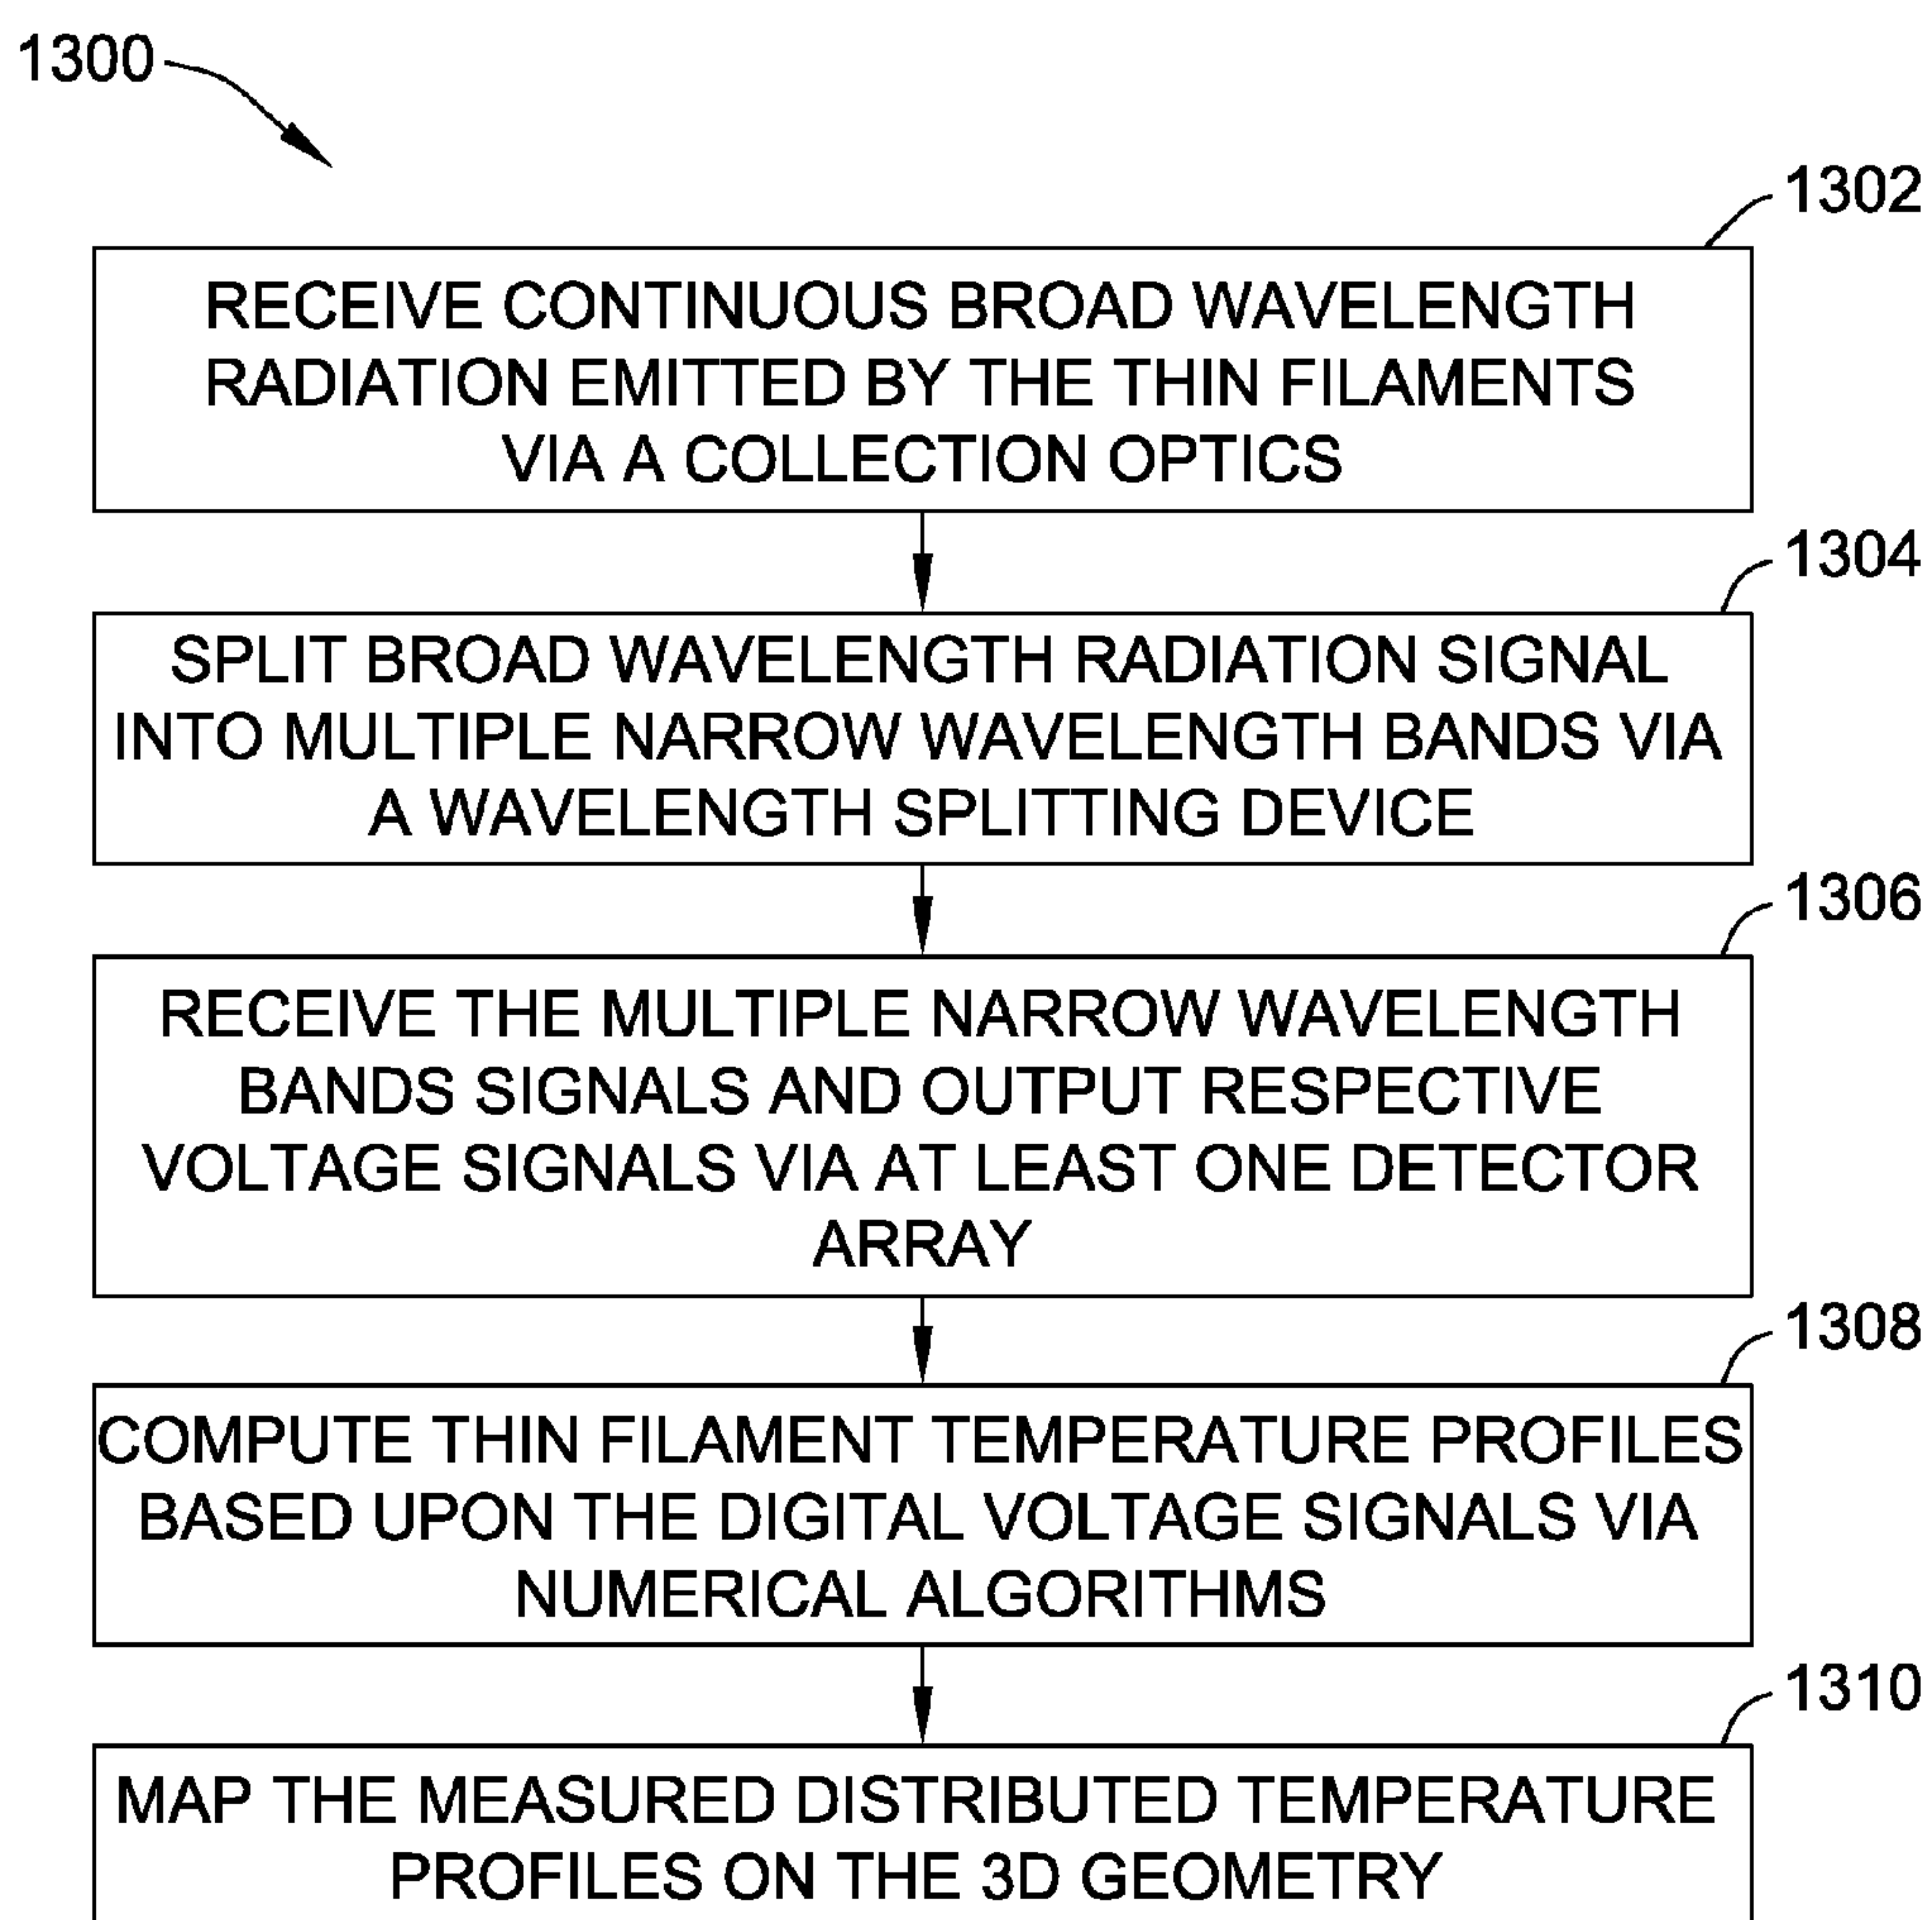 1300
1302
RECEIVE CONTINUOUS BROAD WAVELENGTH
RADIATION EMITTED BY THE THIN FILAMENTS
VIA A COLLECTION OPTICS
1304
SPLIT BROAD WAVELENGTH RADIATION SIGNAL
INTO MULTIPLE NARROW WAVELENGTH BANDS VIA
A WAVELENGTH SPLITTING DEVICE
1306
RECEIVE THE MULTIPLE NARROW WAVELENGTH
BANDS SIGNALS AND OUTPUT RESPECTIVE
VOLTAGE SIGNALS VIA AT LEAST ONE DETECTOR
ARRAY
1308
COMPUTE THIN FILAMENT TEMPERATURE PROFILES
BASED UPON THE DIGITAL VOLTAGE SIGNALS VIA
NUMERICAL ALGORITHMS
1310
MAP THE MEASURED DISTRIBUTED TEMPERATURE
PROFILES ON THE 3D GEOMETRY